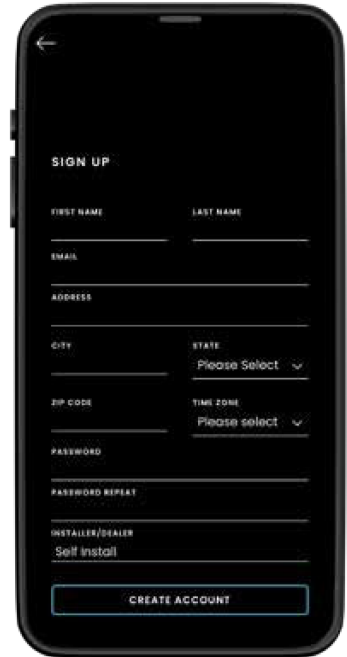 SIGN UP
FIRST NAME LAST NAME
EMAIL
ADDRESS
CITY STATE
Please Select
ZIP CODE TIME ZONE
Please select
PASSWORD
PASSWORD REPEAT
INSTALLER/DEALER
Self Install
CREATE ACCOUNT